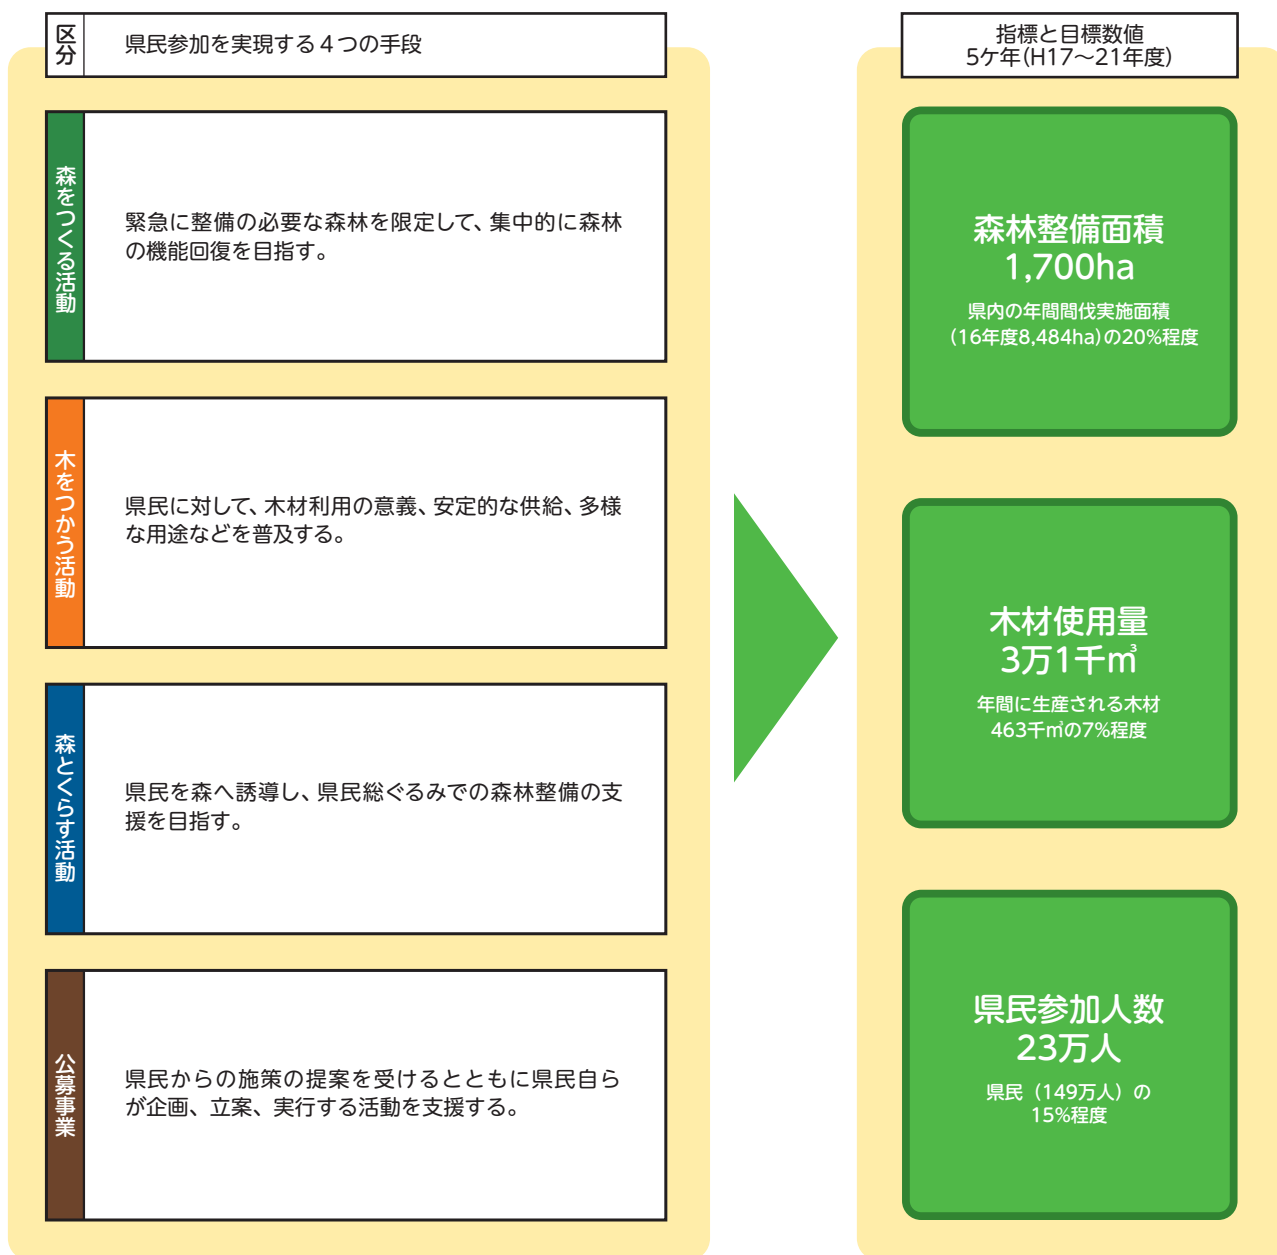 区分
県民参加を実現する4つの手段
森をつくる活動
緊急に整備の必要な森林を限定して、集中的に森林
の機能回復を目指す。
木をつかう活動
県民に対して、木材利用の意義、安定的な供給、多様
な用途などを普及する。
森とくらす活動
県民を森へ誘導し、県民総ぐるみでの森林整備の支
援を目指す。
公募事業
県民からの施策の提案を受けるとともに県民自ら
が企画、立案、実行する活動を支援する。
指標と目標数値
5ケ年(H17～21年度)
森林整備面積
1,700ha
県内の年間間伐実施面積
(16年度8,484ha)の20%程度
木材使用量
3万1千㎥
年間に生産される木材
463千㎥の7%程度
県民参加人数
23万人
県民（149万人）の
15%程度